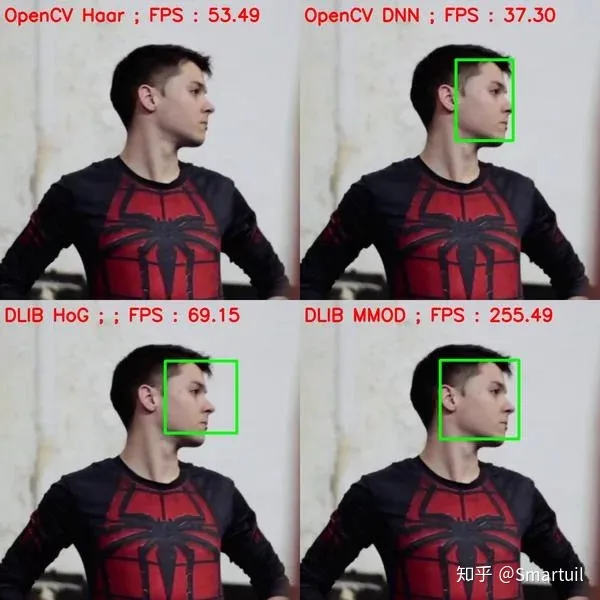 OpenCV Haar ; FPS : 53.49
OpenCV DNN ; FPS : 37.30
DLIB HoG ; ; FPS : 69.15
DLIB MMOD ; FPS : 255.49
知乎 @Smartuil